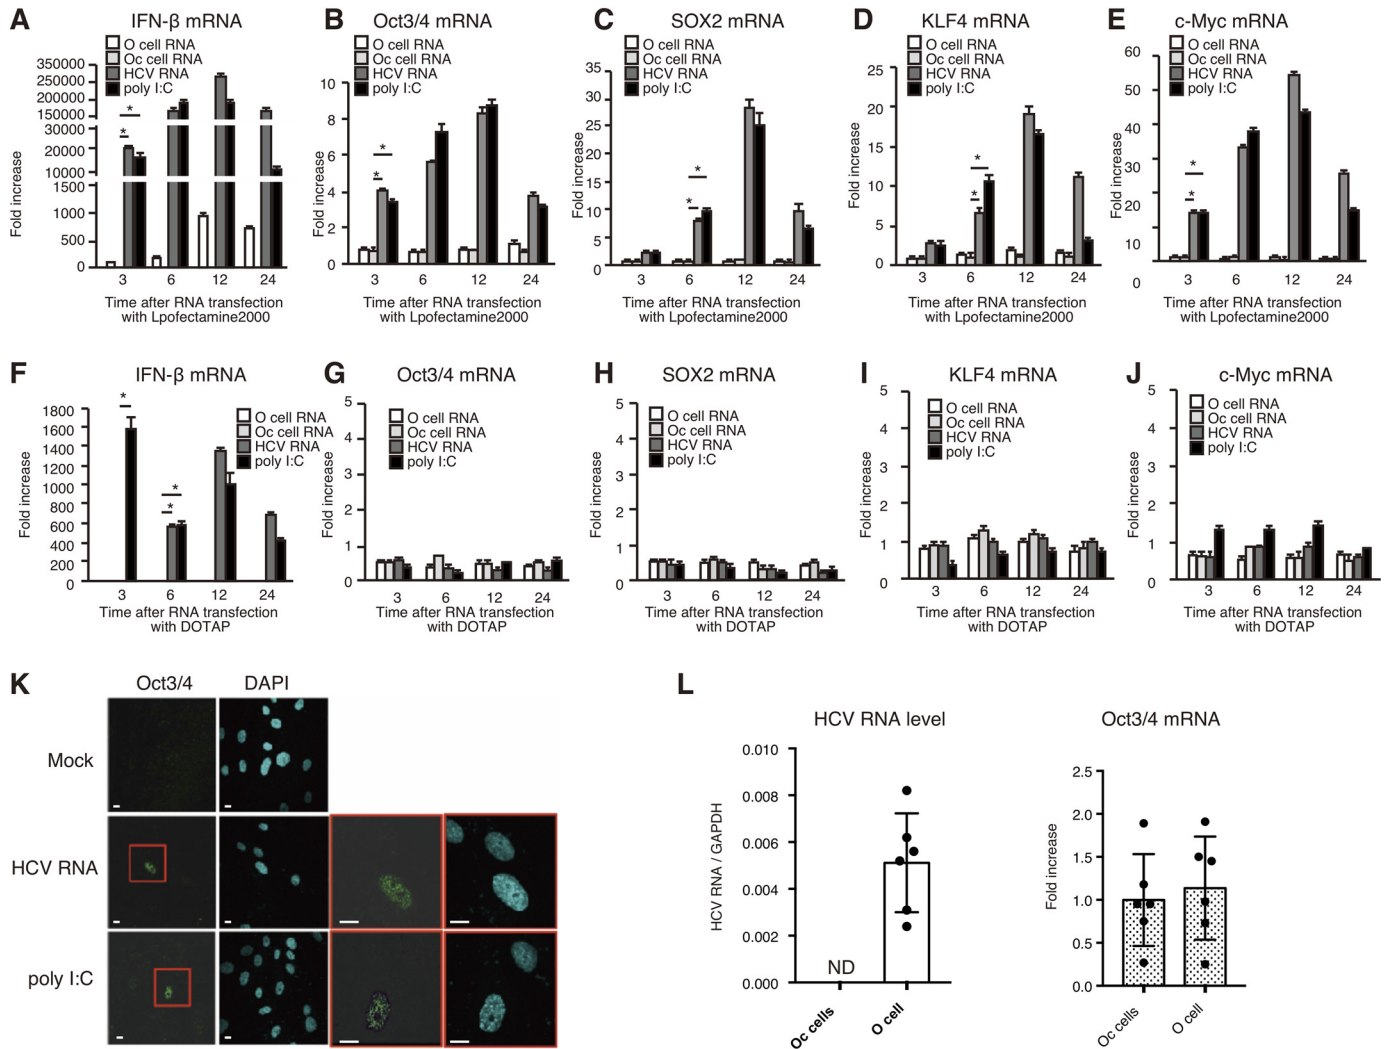 A IFN-β mRNA
O cell RNA
Oc cell RNA
HCV RNA
poly I:C
350000
250000
200000
150000
30000
20000
10000
1500
1000
500
0
Fold increase
* *
3 6 12 24
Time after RNA transfection
with Lpofectamine2000
B Oct3/4 mRNA
O cell RNA
Oc cell RNA
HCV RNA
poly I:C
10
8
6
4
2
0
Fold increase
* *
3 6 12 24
Time after RNA transfection
with Lpofectamine2000
C SOX2 mRNA
O cell RNA
Oc cell RNA
HCV RNA
poly I:C
35
30
25
20
15
10
5
0
Fold increase
* *
3 6 12 24
Time after RNA transfection
with Lpofectamine2000
D KLF4 mRNA
O cell RNA
Oc cell RNA
HCV RNA
poly I:C
25
20
15
10
5
0
Fold increase
* *
3 6 12 24
Time after RNA transfection
with Lpofectamine2000
E c-Myc mRNA
O cell RNA
Oc cell RNA
HCV RNA
poly I:C
60
50
40
30
20
10
0
Fold increase
* *
3 6 12 24
Time after RNA transfection
with Lpofectamine2000
F IFN-β mRNA
O cell RNA
Oc cell RNA
HCV RNA
poly I:C
1800
1600
1400
1200
1000
800
600
400
200
0
Fold increase
* * *
3 6 12 24
Time after RNA transfection
with DOTAP
G Oct3/4 mRNA
O cell RNA
Oc cell RNA
HCV RNA
poly I:C
5
4
3
2
1
0
Fold increase
3 6 12 24
Time after RNA transfection
with DOTAP
H SOX2 mRNA
O cell RNA
Oc cell RNA
HCV RNA
poly I:C
5
4
3
2
1
0
Fold increase
3 6 12 24
Time after RNA transfection
with DOTAP
I KLF4 mRNA
O cell RNA
Oc cell RNA
HCV RNA
poly I:C
5
4
3
2
1
0
Fold increase
3 6 12 24
Time after RNA transfection
with DOTAP
J c-Myc mRNA
O cell RNA
Oc cell RNA
HCV RNA
poly I:C
5
4
3
2
1
0
Fold increase
3 6 12 24
Time after RNA transfection
with DOTAP
K Oct3/4 DAPI
Mock
HCV RNA
poly I:C
L
HCV RNA level
0.010
0.008
0.006
0.004
0.002
0.000
HCV RNA / GAPDH
ND
Oc cells O cell
Oct3/4 mRNA
2.5
2.0
1.5
1.0
0.5
0.0
Fold increase
Oc cells O cell